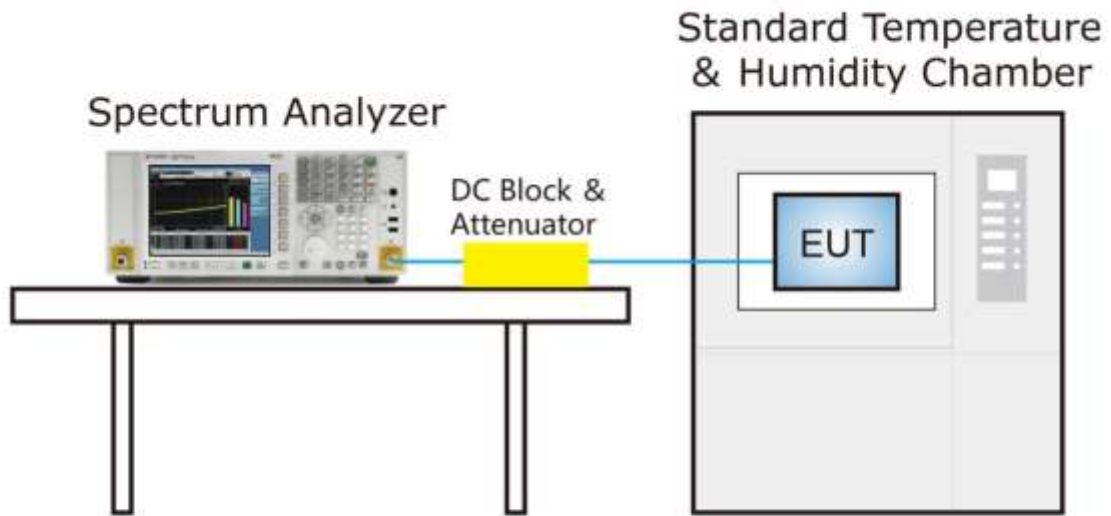 Standard Temperature
& Humidity Chamber
Spectrum Analyzer
DC Block &
Attenuator
EUT